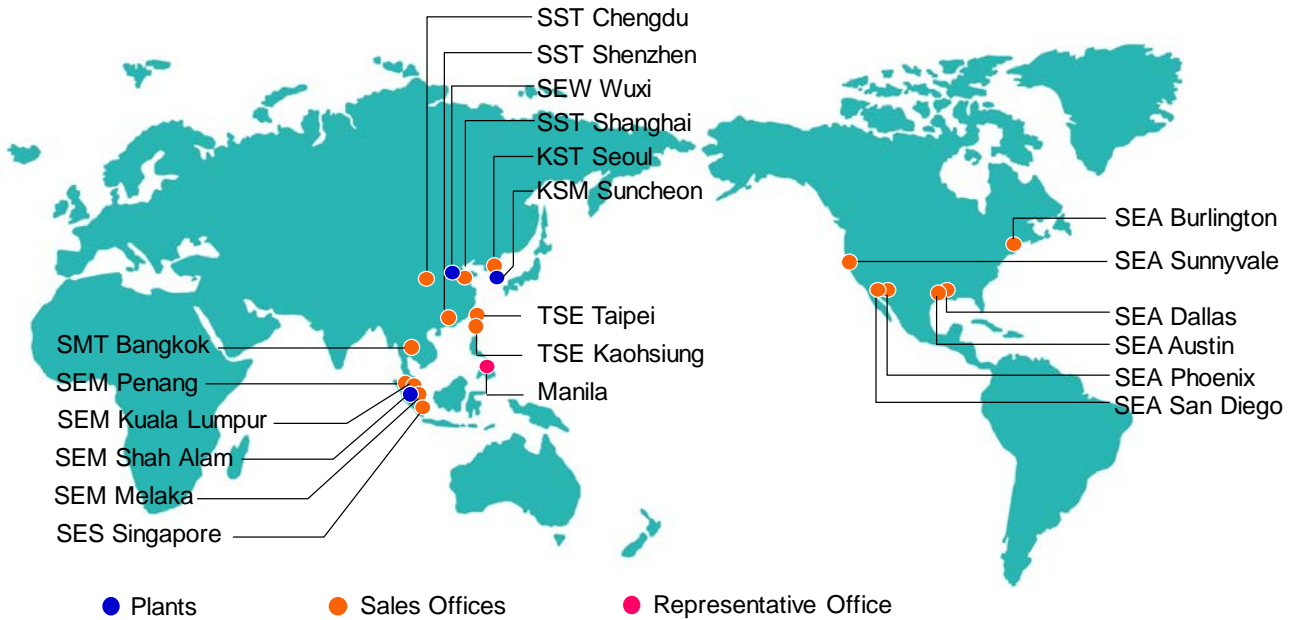 SST Chengdu
SST Shenzhen
SEW Wuxi
SST Shanghai
KST Seoul
KSM Suncheon
TSE Taipei
TSE Kaohsiung
Manila
SMT Bangkok
SEM Penang
SEM Kuala Lumpur
SEM Shah Alam
SEM Melaka
SES Singapore
SEA Burlington
SEA Sunnyvale
SEA Dallas
SEA Austin
SEA Phoenix
SEA San Diego
Plants
Sales Offices
Representative Office